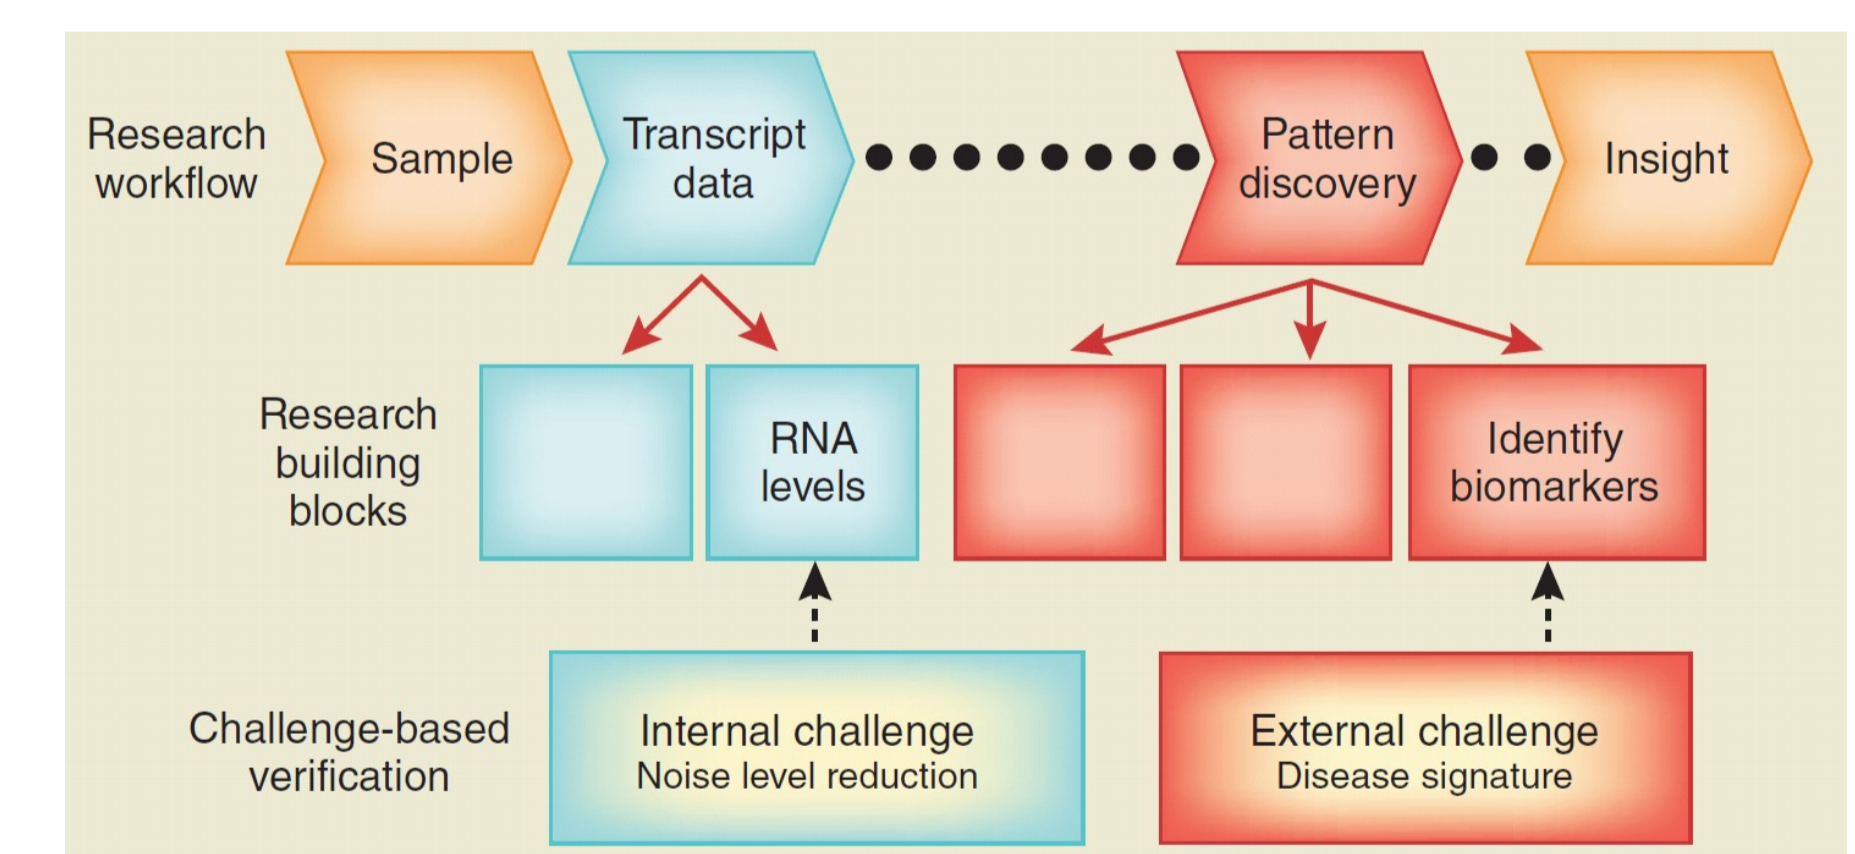 Research
workflow
Sample
Transcript
data
Pattern
discovery
Insight
Research
building
blocks
RNA
levels
Identify
biomarkers
Challenge-based
verification
Internal challenge
Noise level reduction
External challenge
Disease signature